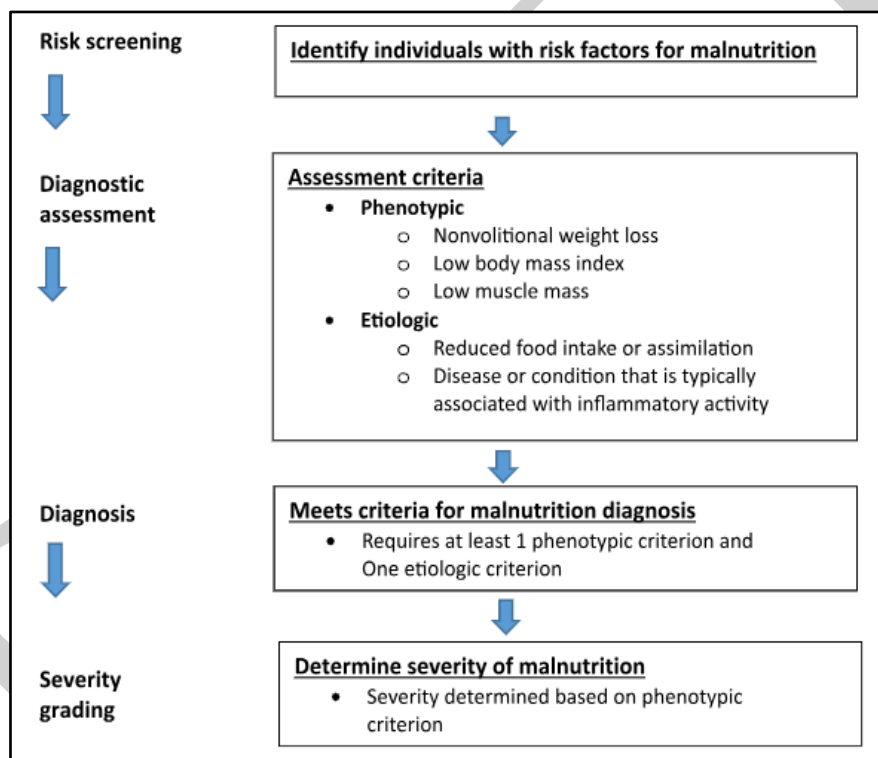 Risk screening
Identify individuals with risk factors for malnutrition
Diagnostic
assessment
Assessment criteria
• Phenotypic
o Nonvolitional weight loss
o Low body mass index
o Low muscle mass
• Etiologic
o Reduced food intake or assimilation
o Disease or condition that is typically
associated with inflammatory activity
Diagnosis
Meets criteria for malnutrition diagnosis
• Requires at least 1 phenotypic criterion and
One etiologic criterion
Severity
grading
Determine severity of malnutrition
• Severity determined based on phenotypic
criterion